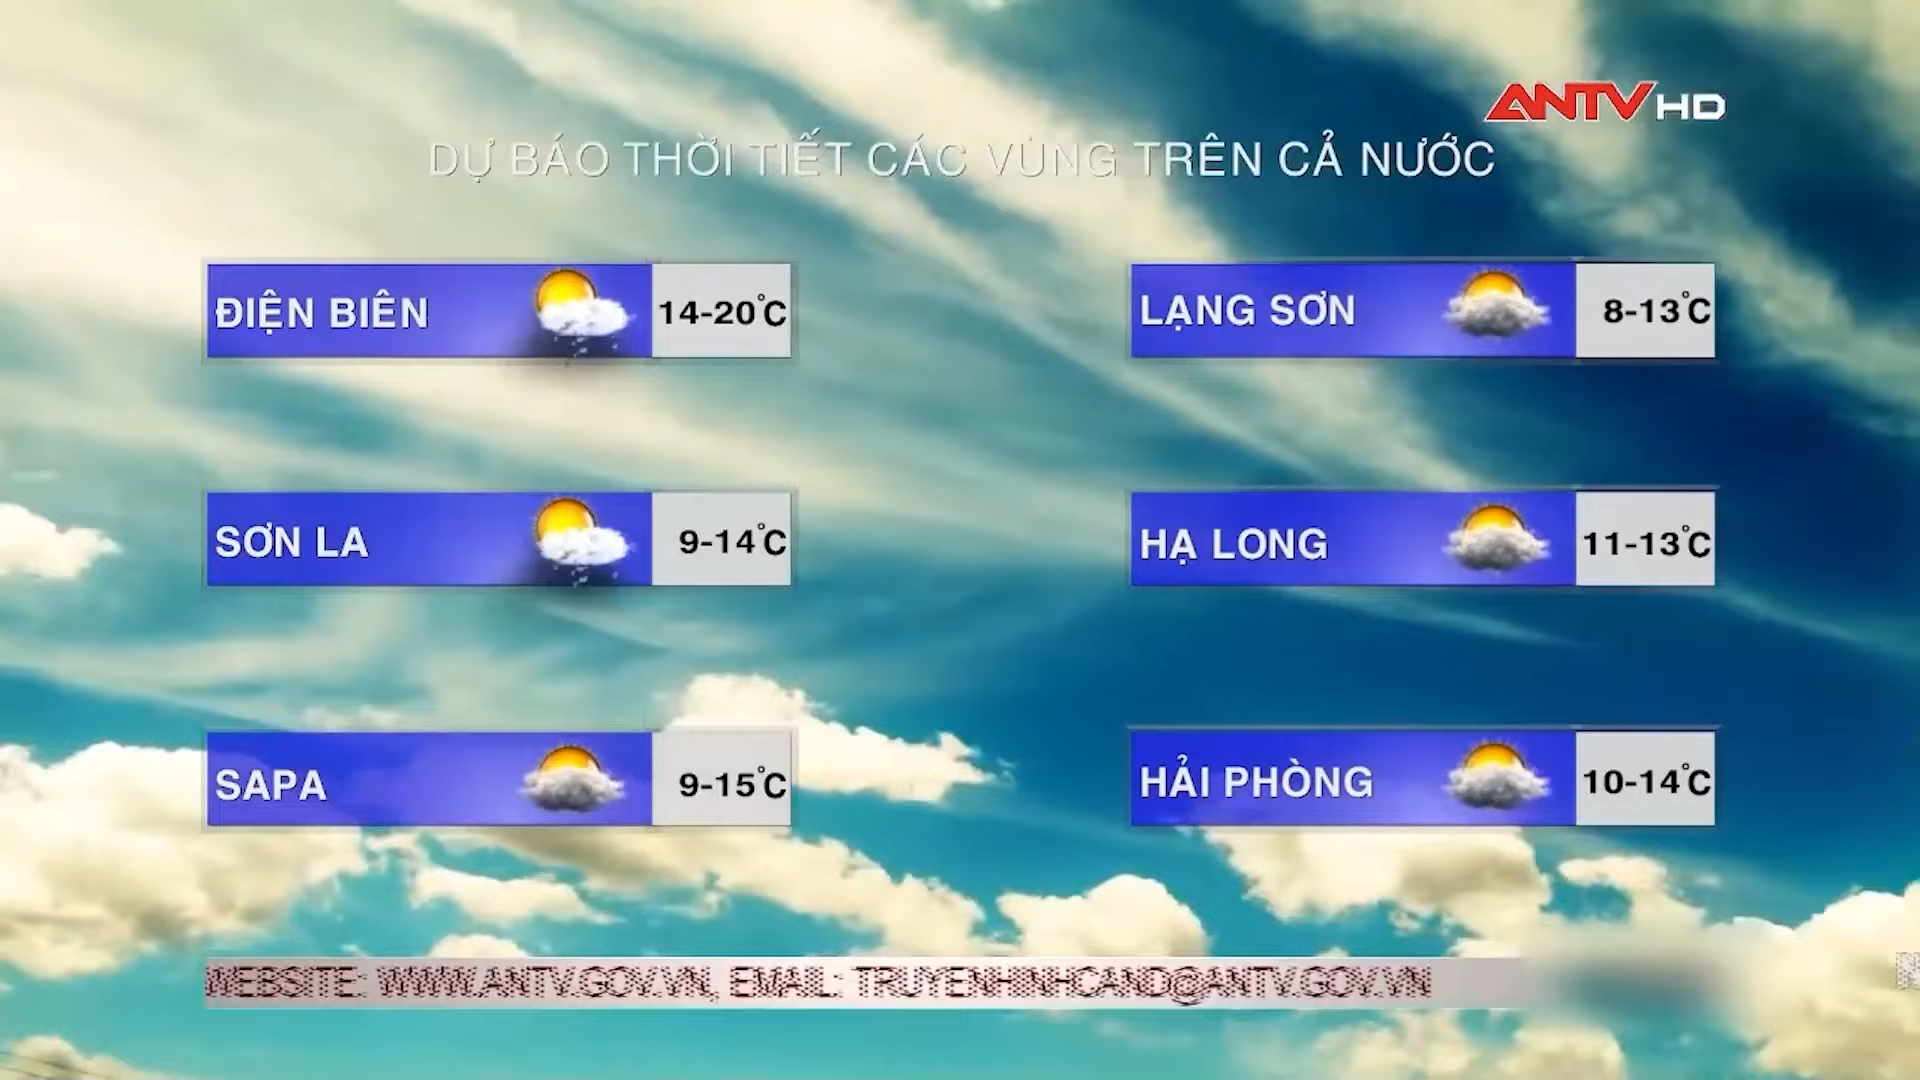 ANTV HD
DỰ BÁO THỜI TIẾT CÁC VÙNG TRÊN CẢ NƯỚC
ĐIỆN BIÊN 14-20°C
LẠNG SƠN 8-13°C
SƠN LA 9-14°C
HẠ LONG 11-13°C
SAPA 9-15°C
HẢI PHÒNG 10-14°C
WEBSITE: WWW.ANTV.GOV.VN, EMAIL: TRUYENHINHCAND@ANTV.GOV.VN